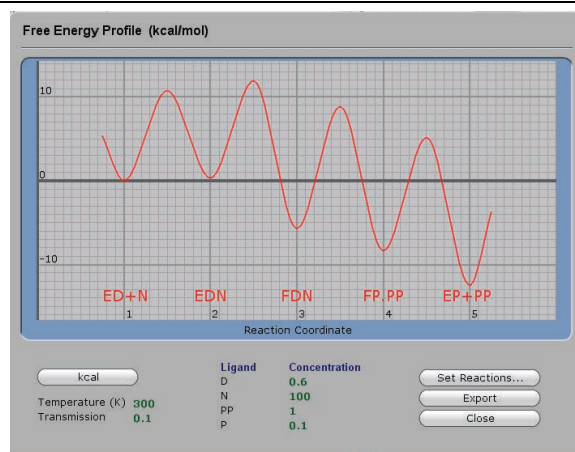 Free Energy Profile (kcal/mol)
10
0
-10
ED+N EDN FDN FP.PP EP+PP
1 2 3 4 5
Reaction Coordinate
kcal
Temperature (K) 300
Transmission 0.1
Ligand Concentration
D 0.6
N 100
PP 1
P 0.1
Set Reactions...
Export
Close